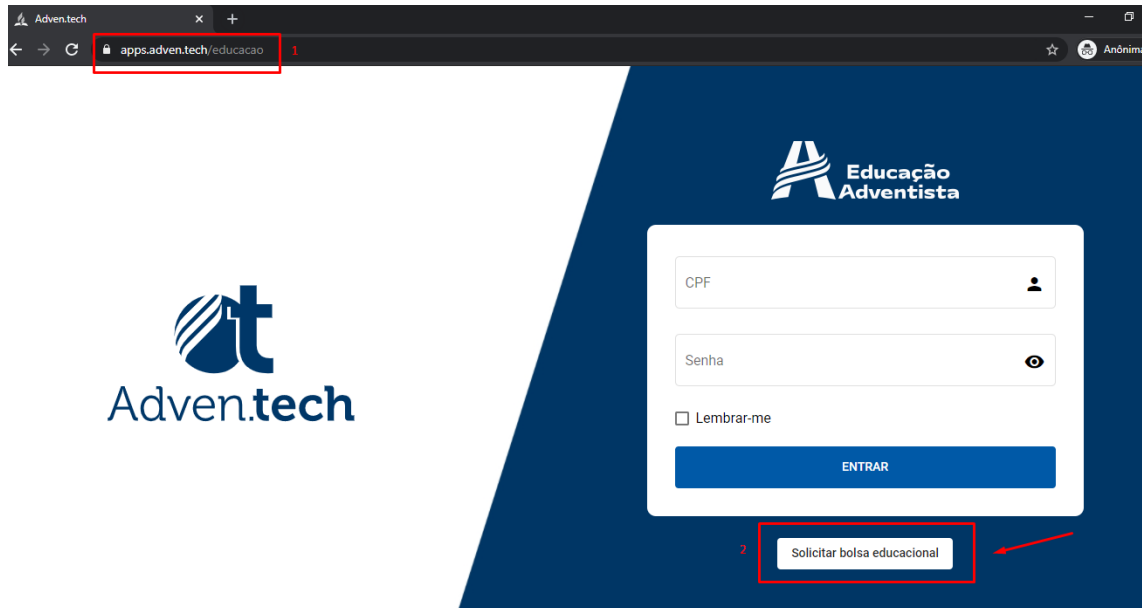 Adven.tech
apps.adven.tech/educacao
1
Anônima
Educação
Adventista
CPF
Senha
Adven.tech
Lembrar-me
ENTRAR
2
Solicitar bolsa educacional